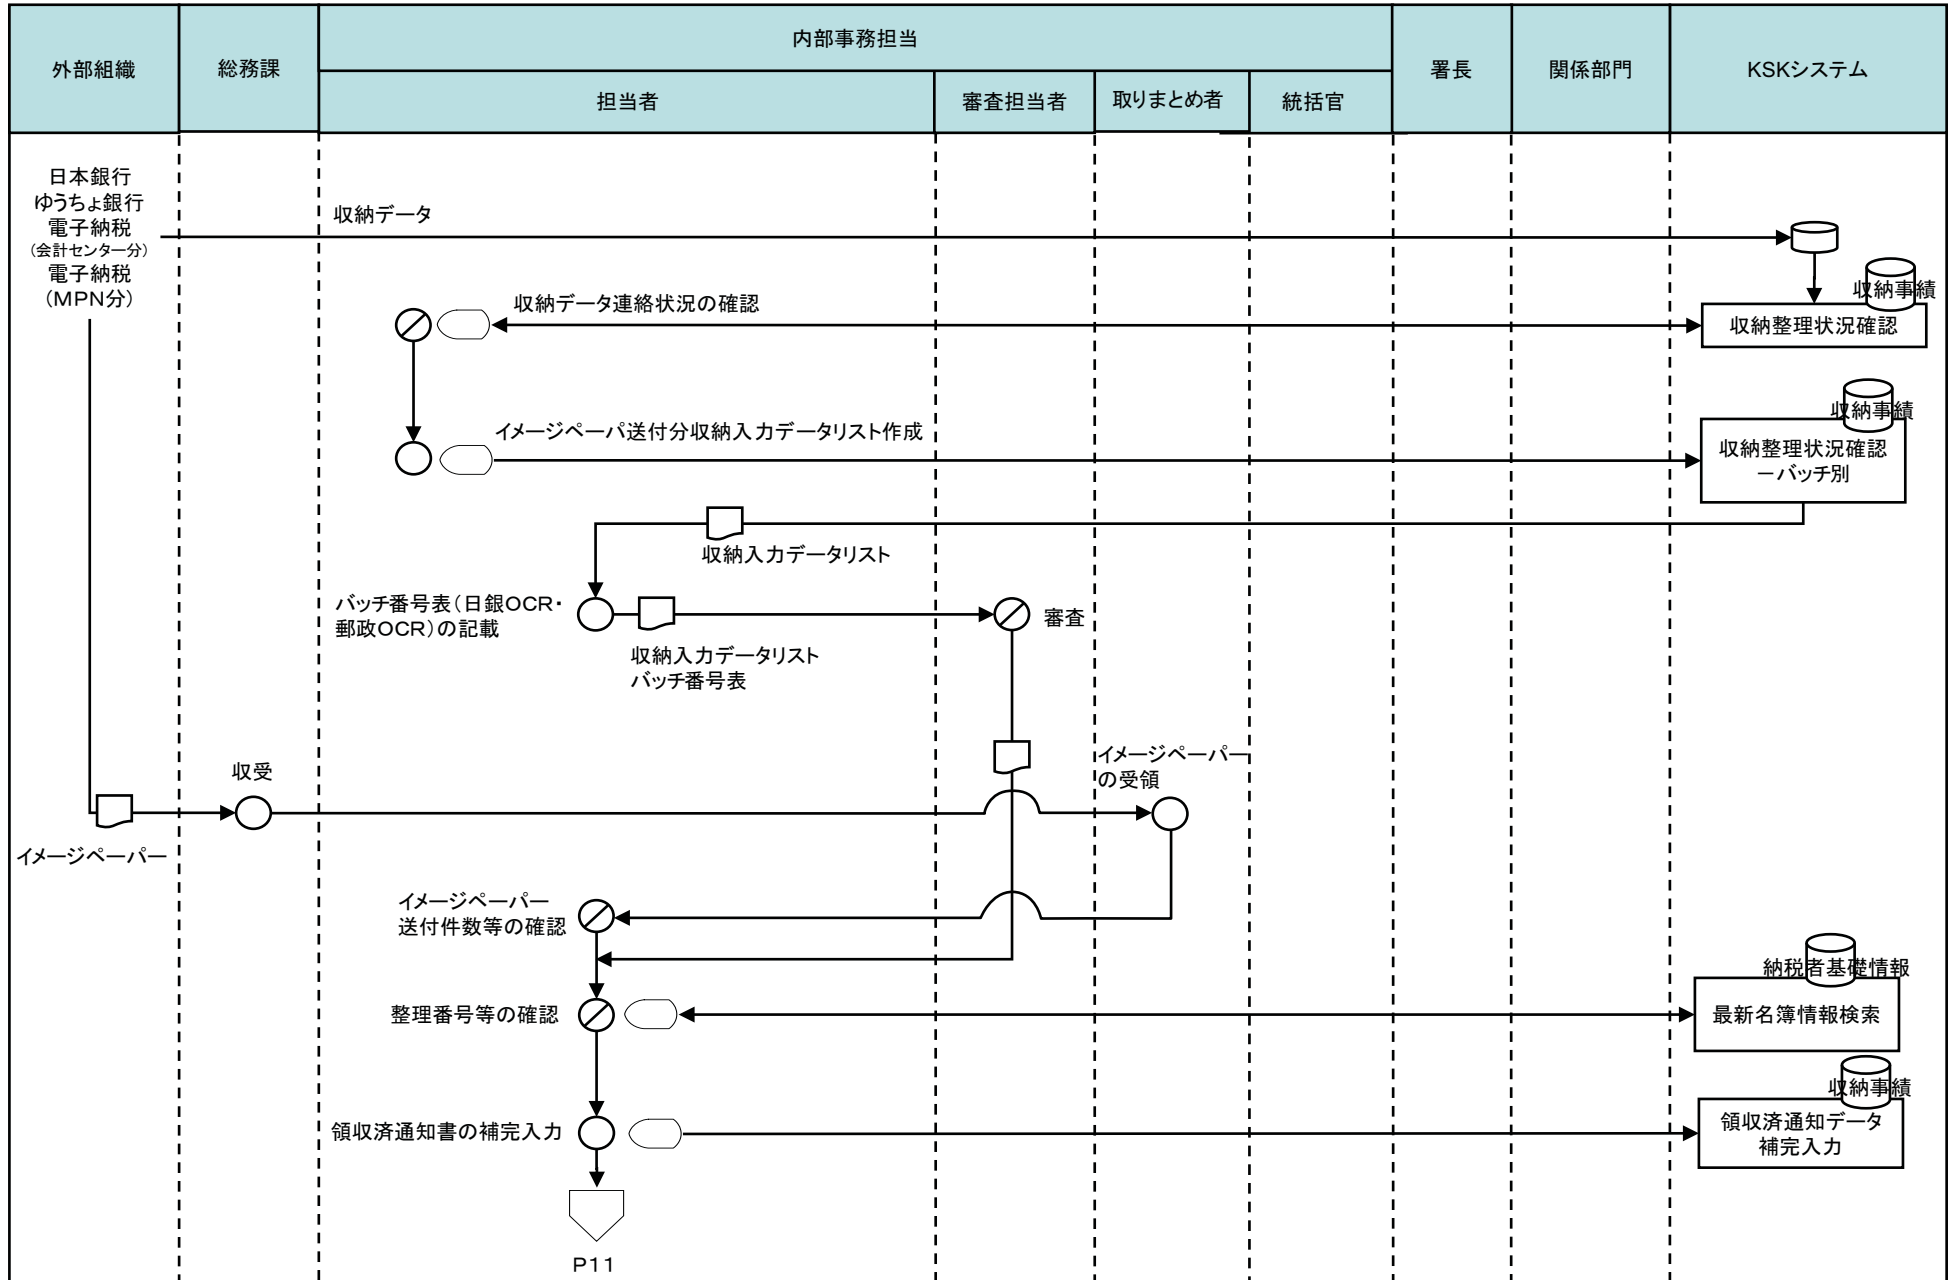 外部組織
総務課
内部事務担当
担当者
審査担当者
取りまとめ者
統括官
署長
関係部門
KSKシステム
日本銀行
ゆうちょ銀行
電子納税
(会計センター分)
電子納税
(MPN分)
収納データ
収納データ連絡状況の確認
収納事績
収納整理状況確認
イメージペーパ送付分収納入力データリスト作成
収納事績
収納整理状況確認
－バッチ別
収納入力データリスト
バッチ番号表(日銀OCR・
郵政OCR)の記載
審査
収納入力データリスト
バッチ番号表
収受
イメージペーパー
の受領
イメージペーパー
イメージペーパー
送付件数等の確認
納税者基礎情報
整理番号等の確認
最新名簿情報検索
収納事績
領収済通知書の補完入力
領収済通知データ
補完入力
P11